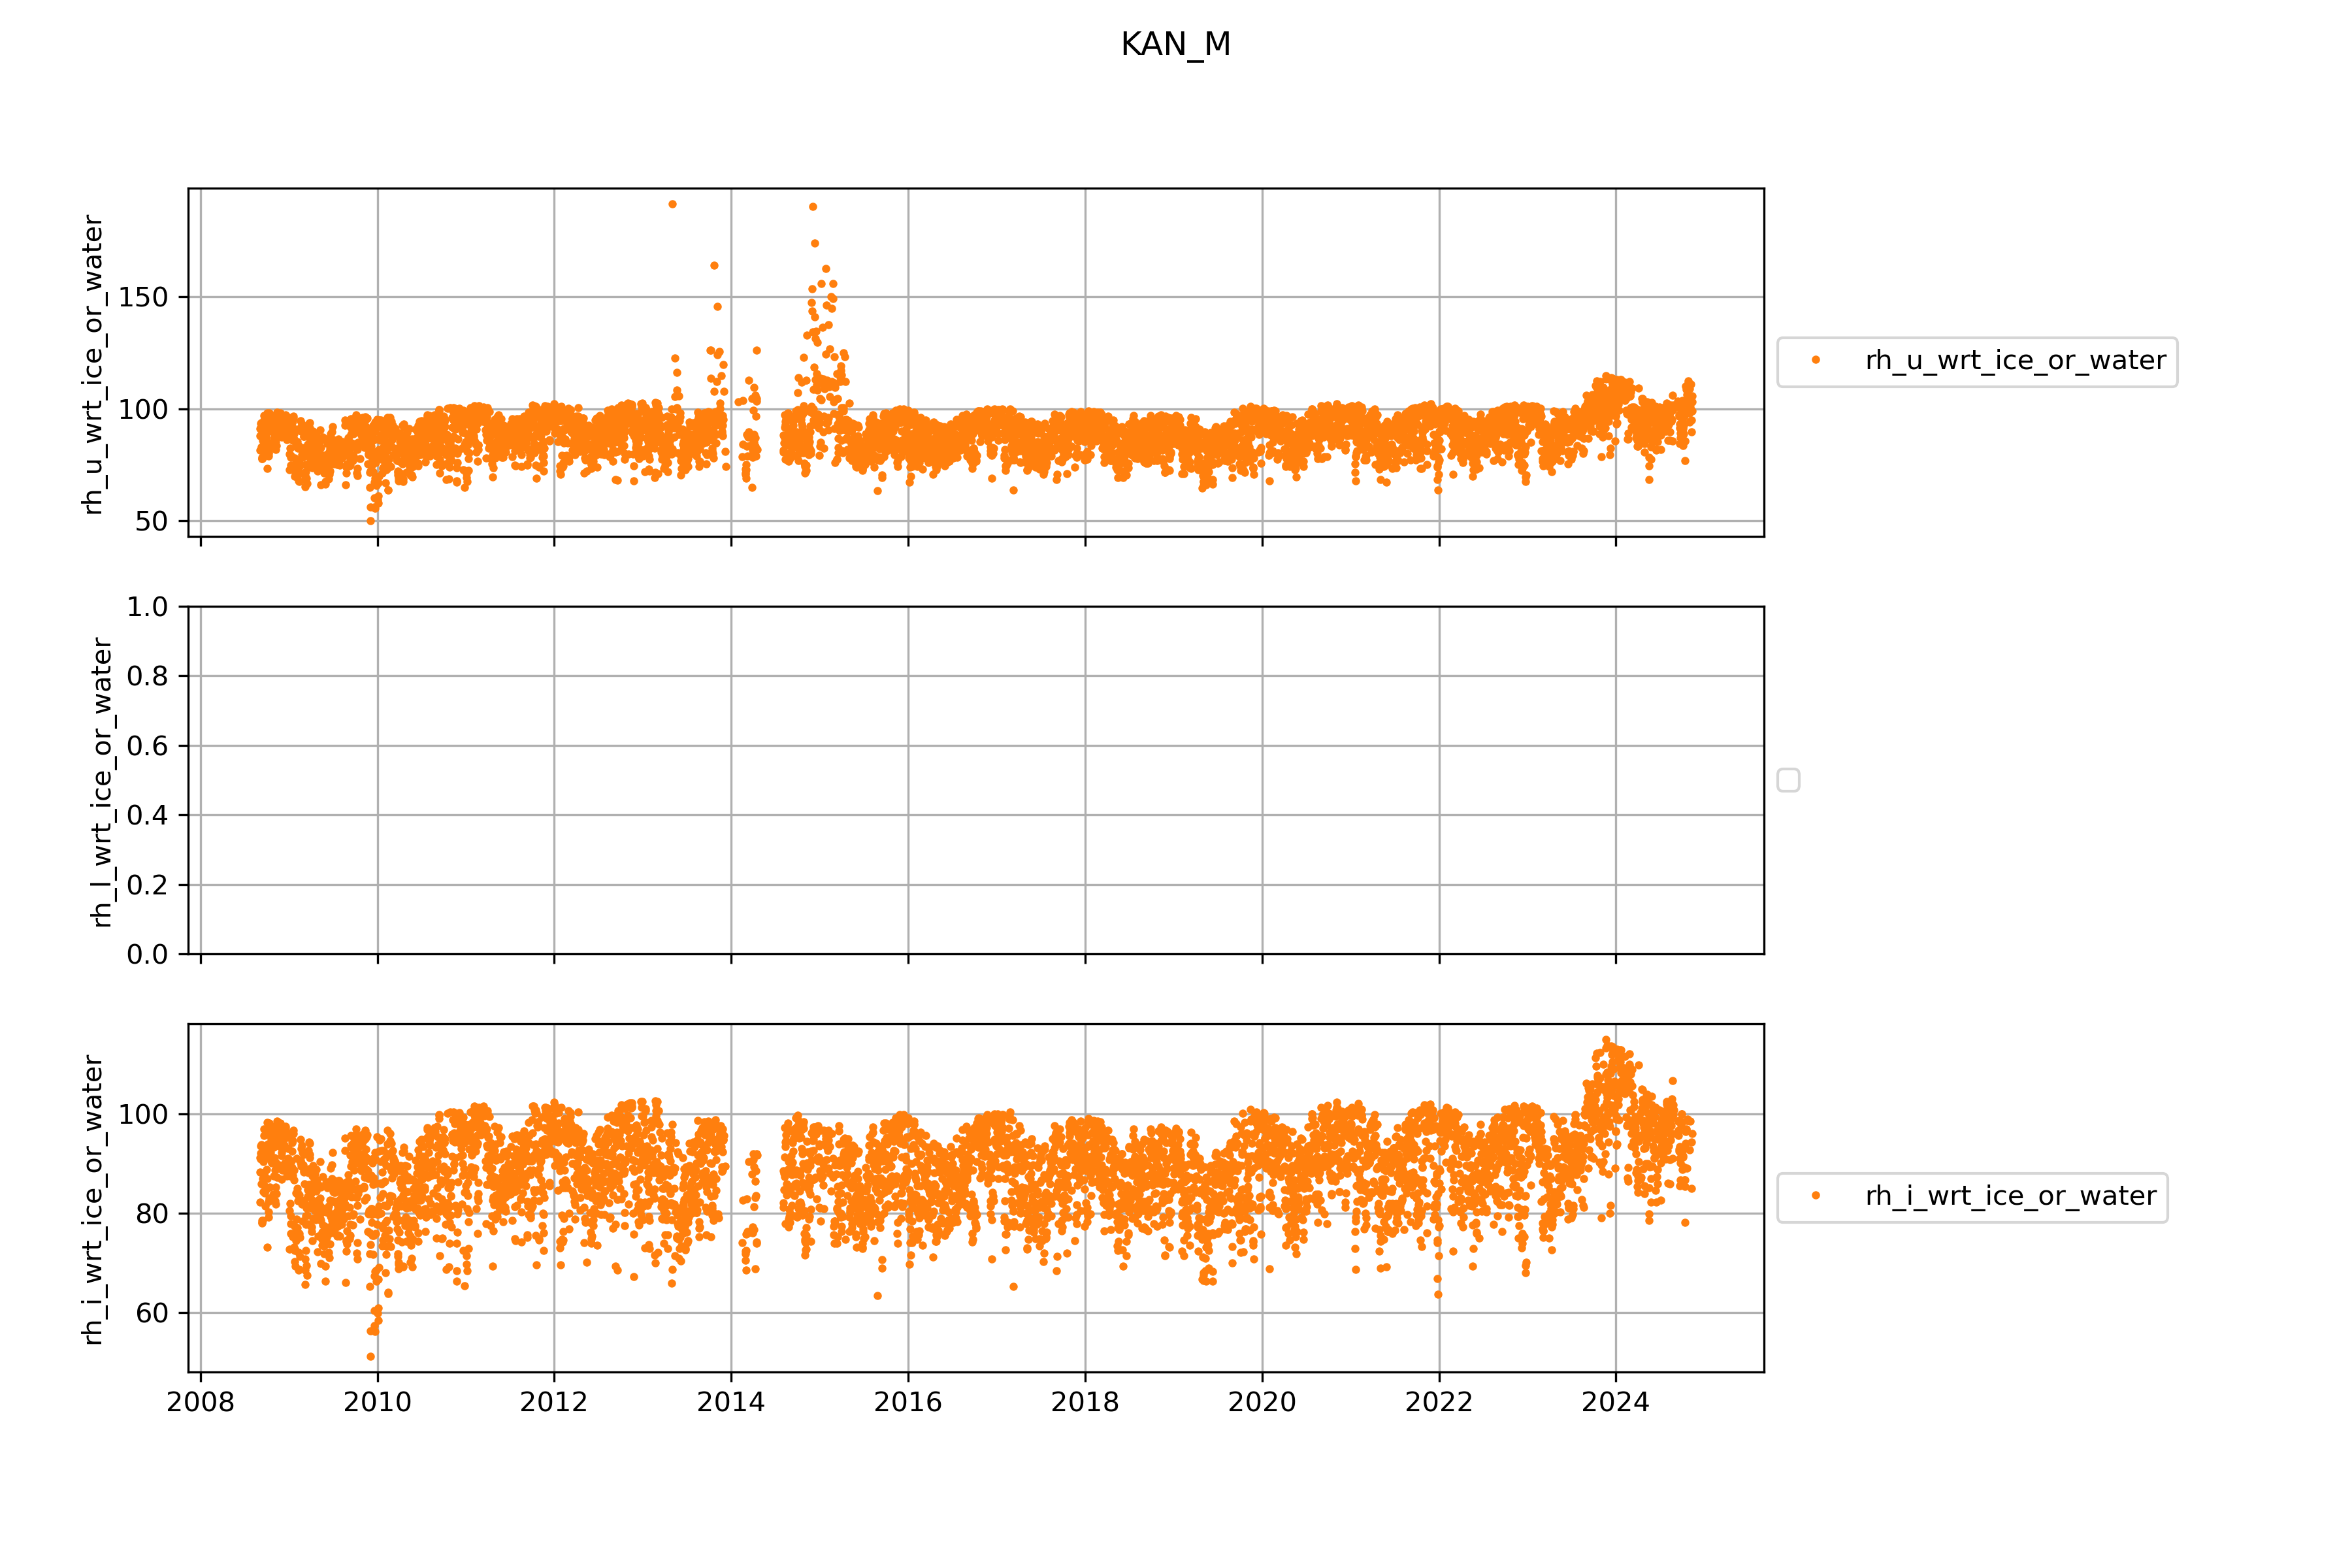 KAN_M
rh_u_wrt_ice_or_water
150
100
50
rh_u_wrt_ice_or_water
rh_l_wrt_ice_or_water
1.0
0.8
0.6
0.4
0.2
0.0
rh_i_wrt_ice_or_water
100
80
60
rh_i_wrt_ice_or_water
2008 2010 2012 2014 2016 2018 2020 2022 2024